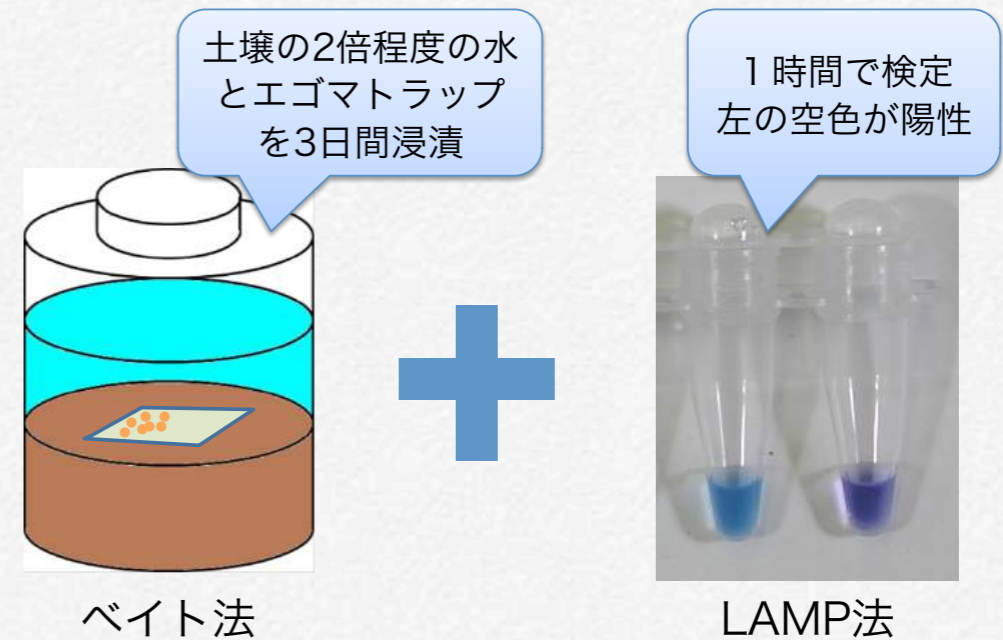 土壌の2倍程度の水
とエゴマトラップ
を3日間浸漬
１時間で検定
左の空色が陽性
ベイト法
LAMP法